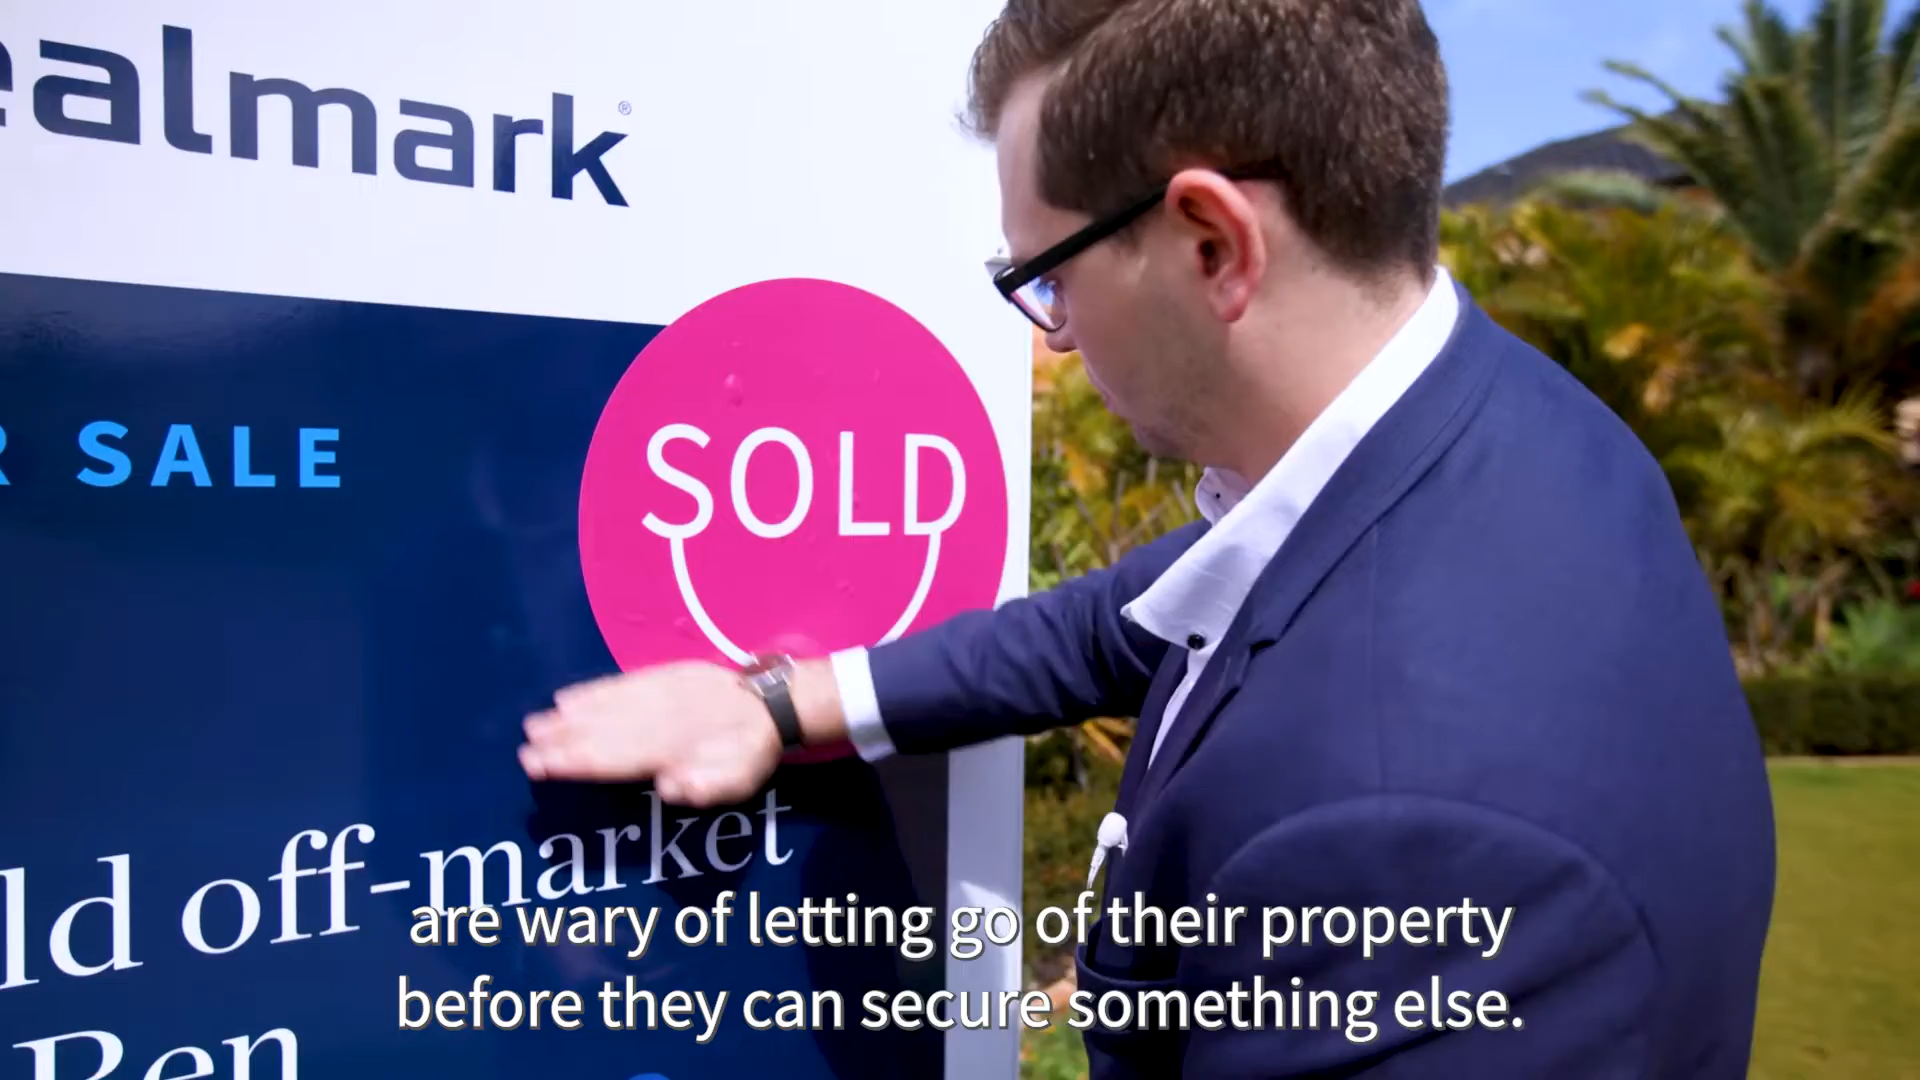 ealmark®
R SALE
SOLD
ld off-market
Ben
are wary of letting go of their property
before they can secure something else.